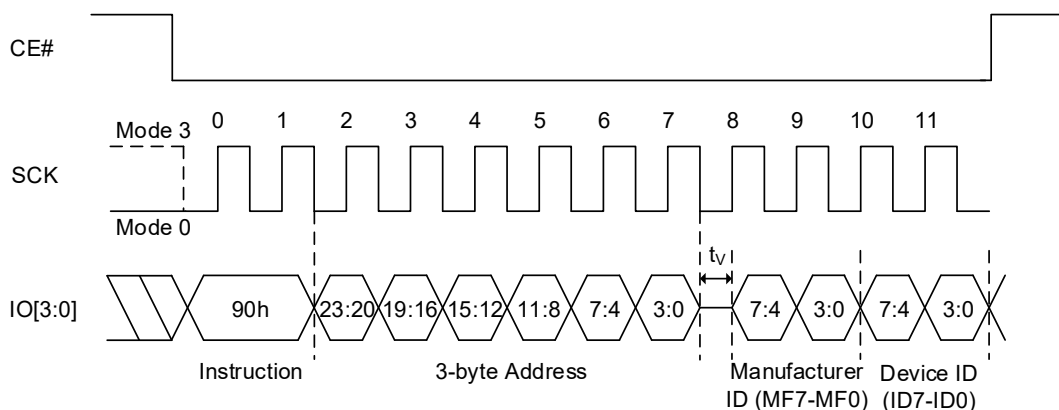 CE#
0 1 2 3 4 5 6 7 8 9 10 11
Mode 3
SCK
Mode 0
tV
IO[3:0] 90h 23:20 19:16 15:12 11:8 7:4 3:0 7:4 3:0 7:4 3:0
Instruction 3-byte Address Manufacturer Device ID
ID (MF7-MF0) (ID7-ID0)